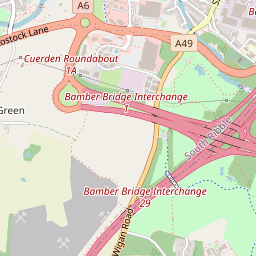 A6
ostock Lane
A49
Cuerden Roundabout
1A
Bamber Bridge Interchange
1
Green
South Ribble
Bamber Bridge Interchange
29
Wigan Road